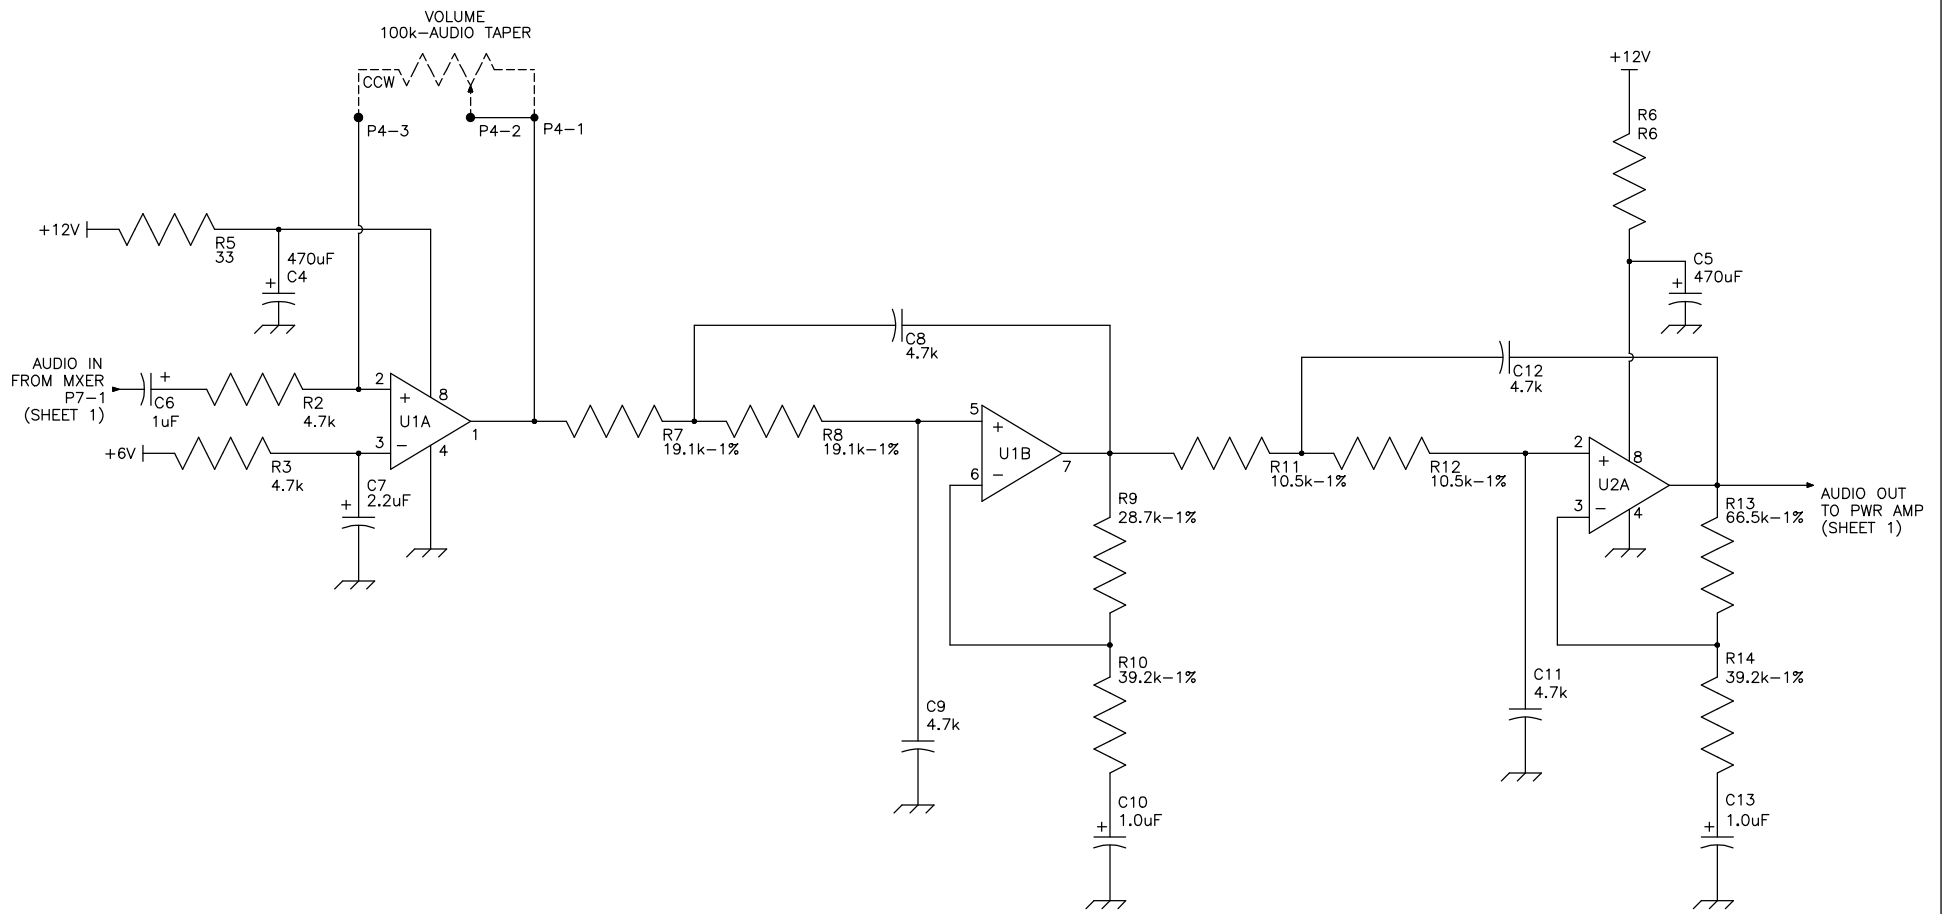 VOLUME
100k-AUDIO TAPER
CCW
P4-3
P4-2
P4-1
+12V
R6
R6
+12V
R5
33
470uF
C4
+
C5
470uF
+
AUDIO IN
FROM MXER
P7-1
(SHEET 1)
+
C6
1uF
R2
4.7k
+6V
R3
4.7k
C7
2.2uF
+
2
3
+
-
U1A
8
4
1
R7
19.1k-1%
R8
19.1k-1%
C8
4.7k
5
6
+
-
U1B
7
R9
28.7k-1%
R10
39.2k-1%
C9
4.7k
C10
1.0uF
+
R11
10.5k-1%
R12
10.5k-1%
C12
4.7k
2
3
+
-
U2A
8
4
R13
66.5k-1%
AUDIO OUT
TO PWR AMP
(SHEET 1)
C11
4.7k
R14
39.2k-1%
C13
1.0uF
+